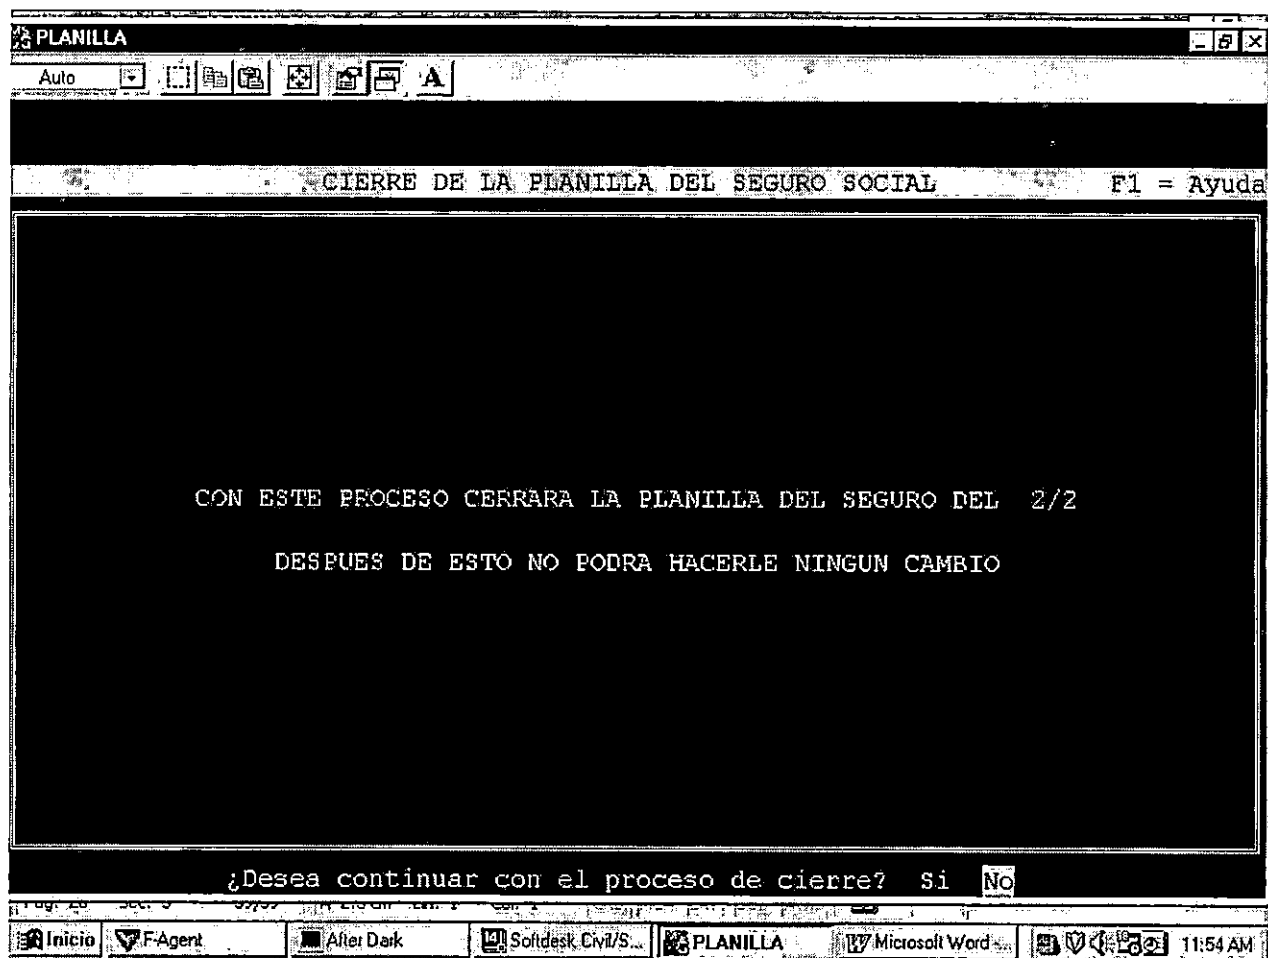 PLANILLA
Auto
A
CIERRE DE LA PLANILLA DEL SEGURO SOCIAL F1 = Ayuda
CON ESTE PROCESO CERRARA LA PLANILLA DEL SEGURO DEL 2/2
DESPUES DE ESTO NO PODRA HACERLE NINGUN CAMBIO
¿Desea continuar con el proceso de cierre? Si No
Inicio F-Agent After Dark Softdesk Civil/S... PLANILLA Microsoft Word -... 11:54 AM